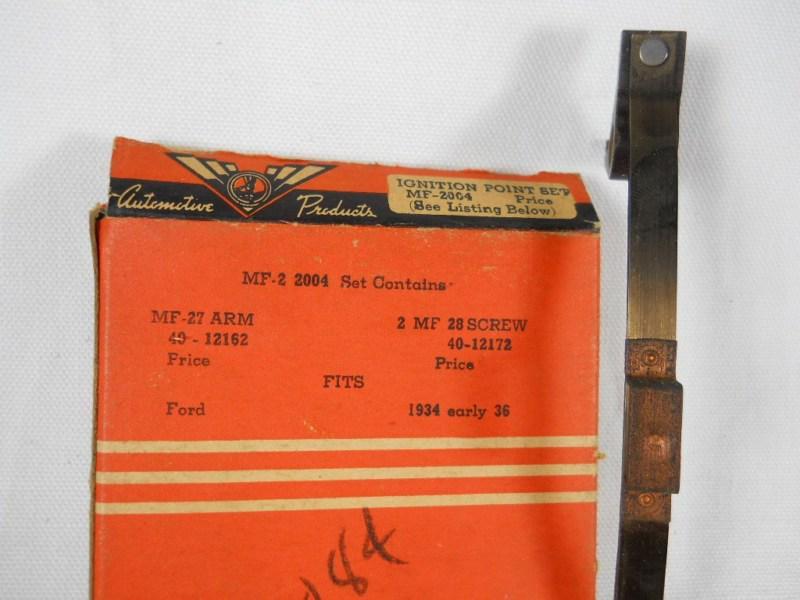 Automotive Products
IGNITION POINT SET
MF-2004 Price
(See Listing Below)
MF-2 2004 Set Contains
MF-27 ARM 2 MF 28 SCREW
40 - 12162 40-12172
Price Price
FITS
Ford 1934 early 36
84